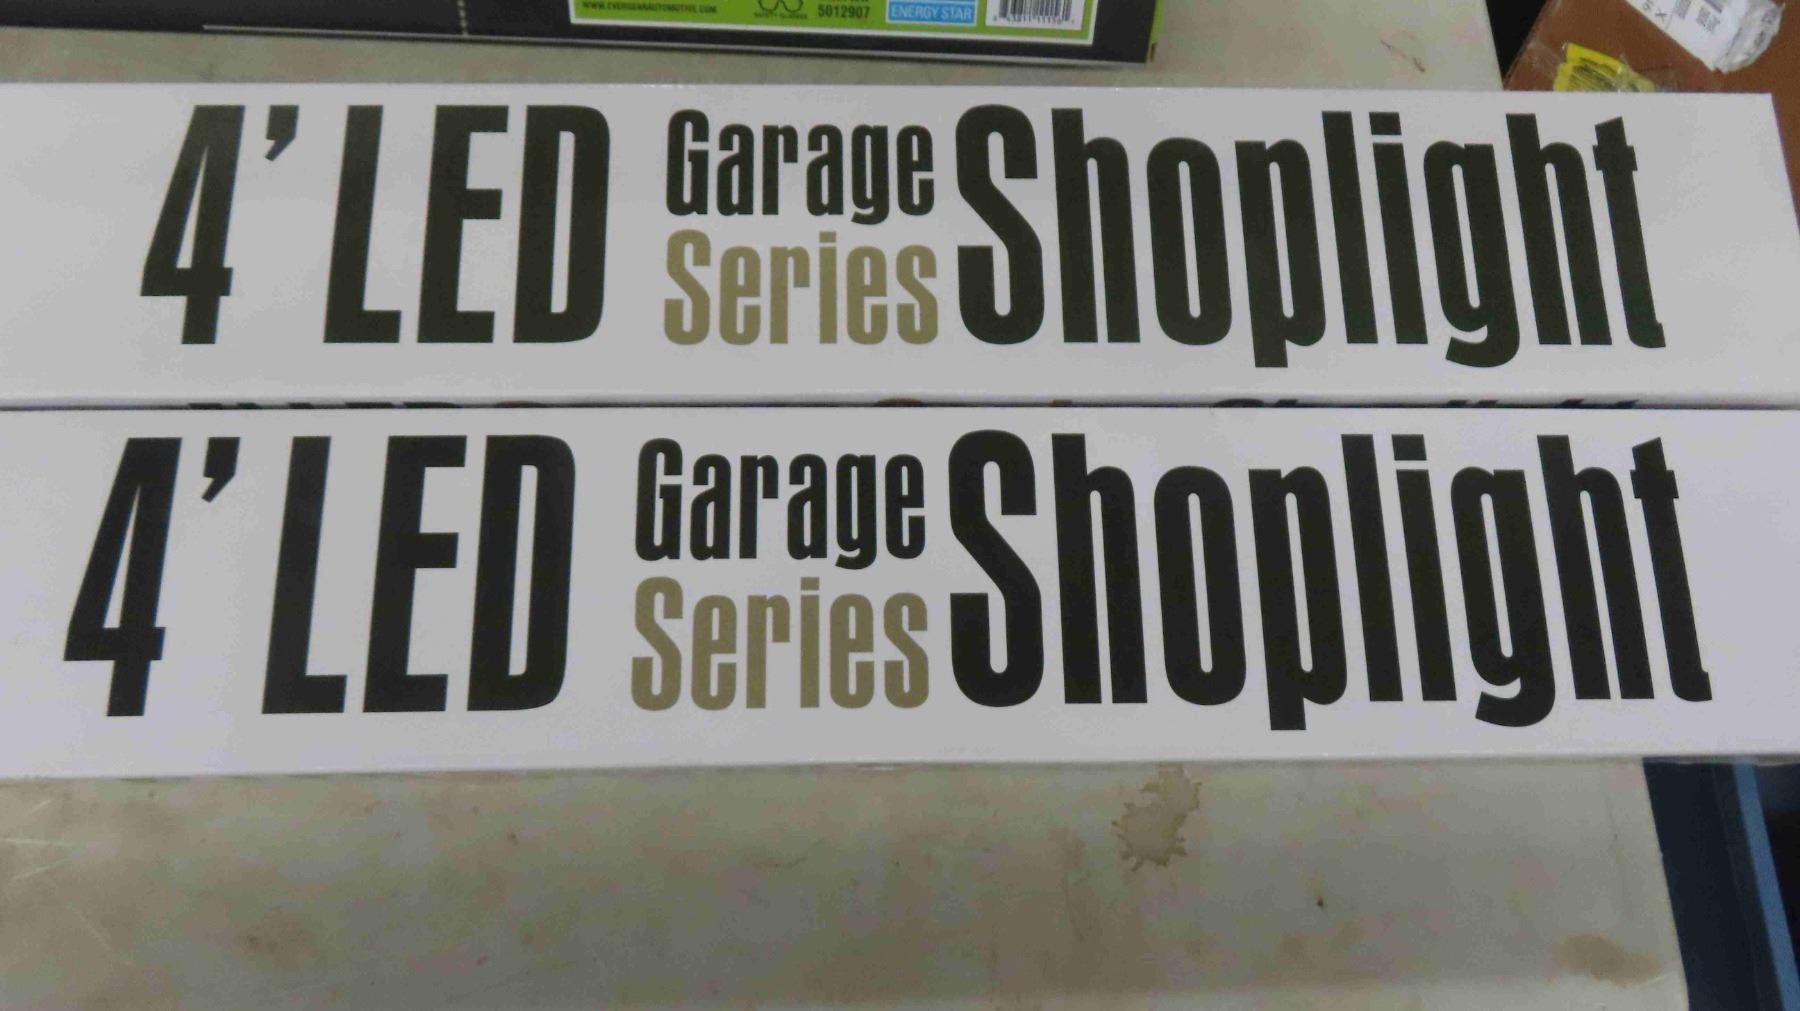 5012907
ENERGY STAR
4' LED Garage Series Shoplight
4' LED Garage Series Shoplight